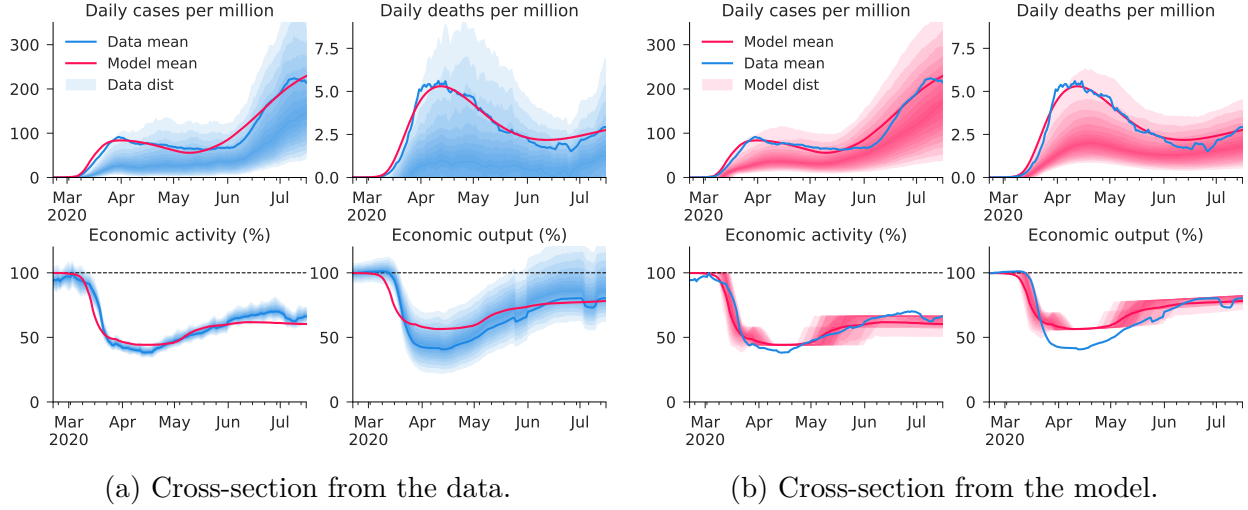 Daily cases per million
Daily deaths per million
Data mean
Model mean
Data dist
300
200
100
0
7.5
5.0
2.5
0.0
Mar
2020
Apr
May
Jun
Jul
Mar
2020
Apr
May
Jun
Jul
Economic activity (%)
Economic output (%)
100
50
0
100
50
0
Mar
2020
Apr
May
Jun
Jul
Mar
2020
Apr
May
Jun
Jul
(a) Cross-section from the data.
Daily cases per million
Daily deaths per million
Model mean
Data mean
Model dist
300
200
100
0
7.5
5.0
2.5
0.0
Mar
2020
Apr
May
Jun
Jul
Mar
2020
Apr
May
Jun
Jul
Economic activity (%)
Economic output (%)
100
50
0
100
50
0
Mar
2020
Apr
May
Jun
Jul
Mar
2020
Apr
May
Jun
Jul
(b) Cross-section from the model.